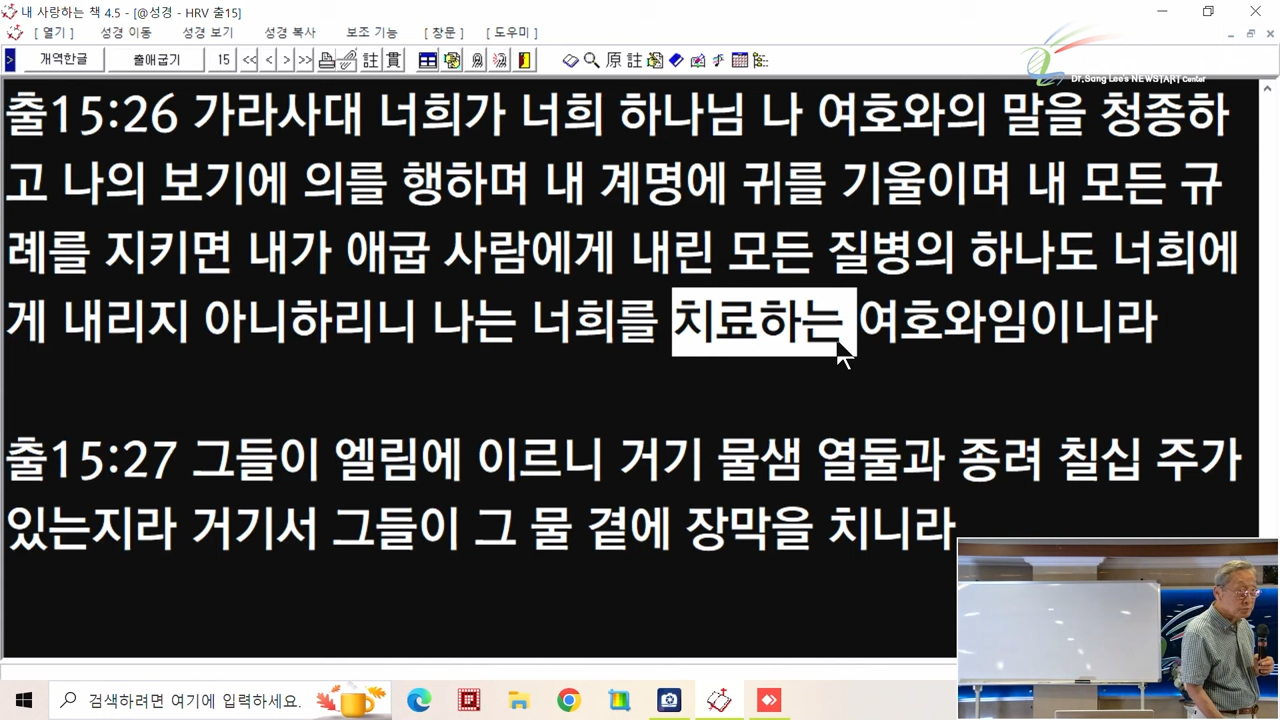 내 사랑하는 책 4.5 - [@성경 - HRV 출15]
[ 열기 ] 성경 이동 성경 보기 성경 복사 보조 기능 [ 창문 ] [ 도우미 ]
> 개역한글 출애굽기 15 << < > >> 註 貫 原 註
Dr. Sang Lee's NEWSTART Center
출15:26 가라사대 너희가 너희 하나님 나 여호와의 말을 청종하
고 나의 보기에 의를 행하며 내 계명에 귀를 기울이며 내 모든 규
례를 지키면 내가 애굽 사람에게 내린 모든 질병의 하나도 너희에
게 내리지 아니하리니 나는 너희를 치료하는 여호와임이니라
출15:27 그들이 엘림에 이르니 거기 물샘 열둘과 종려 칠십 주가
있는지라 거기서 그들이 그 물 곁에 장막을 치니라
검색하려면 여기에 입력하세요.